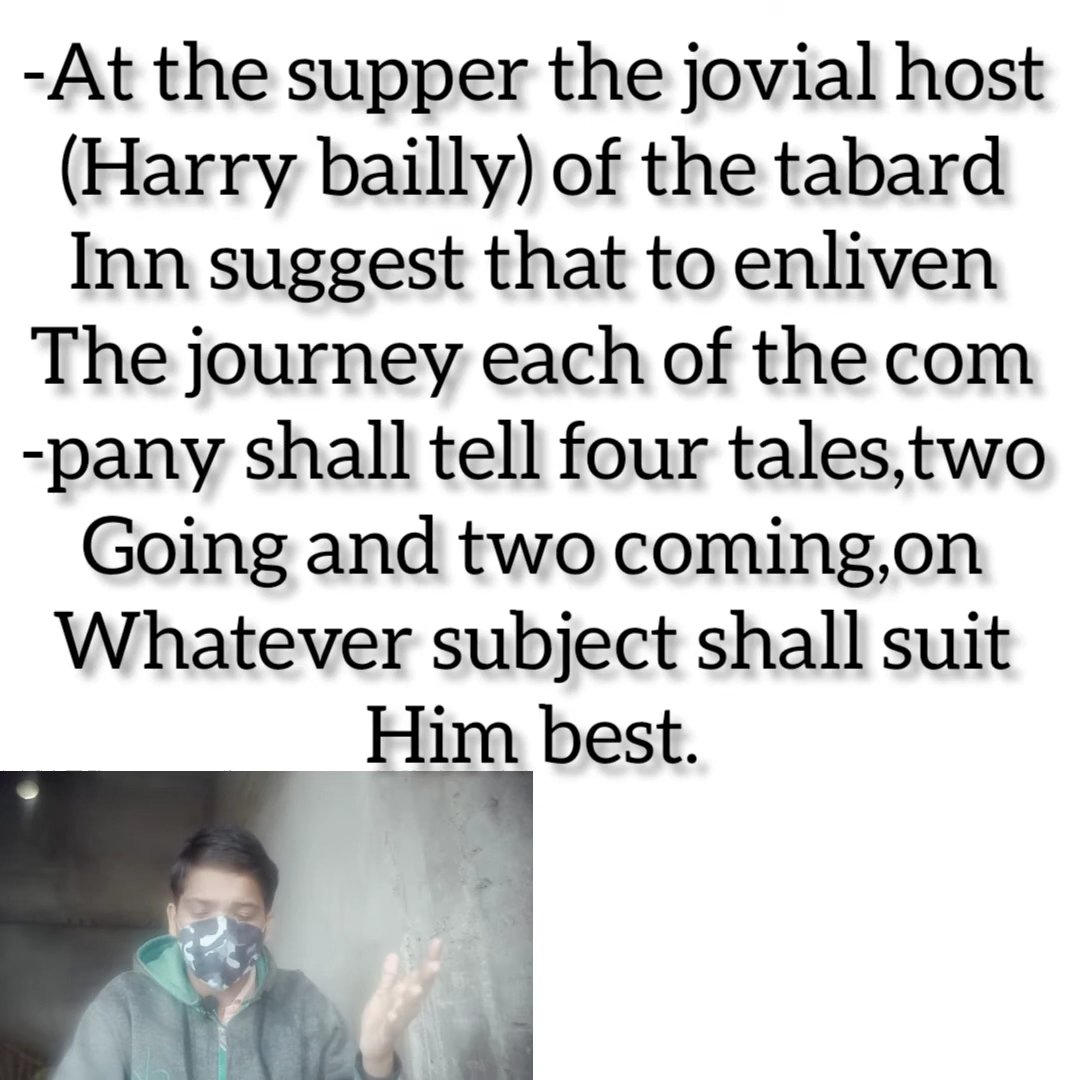 -At the supper the jovial host
(Harry bailly) of the tabard
Inn suggest that to enliven
The journey each of the com
-pany shall tell four tales,two
Going and two coming,on
Whatever subject shall suit
Him best.